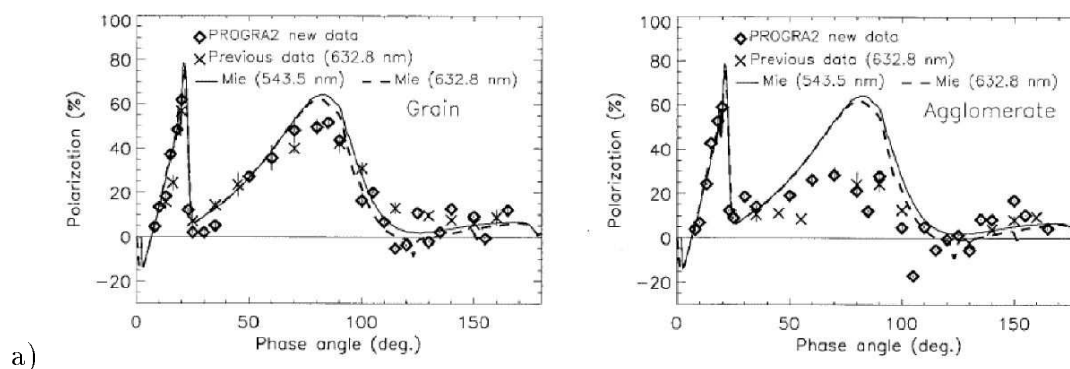 100
80
60
40
20
0
−20
Polarization (%)
◇ PROGRA2 new data
× Previous data (632.8 nm)
— Mie (543.5 nm) – – Mie (632.8 nm)
Grain
0 50 100 150
Phase angle (deg.)
100
80
60
40
20
0
−20
Polarization (%)
◇ PROGRA2 new data
× Previous data (632.8 nm)
— Mie (543.5 nm) – – Mie (632.8 nm)
Agglomerate
0 50 100 150
Phase angle (deg.)
a)